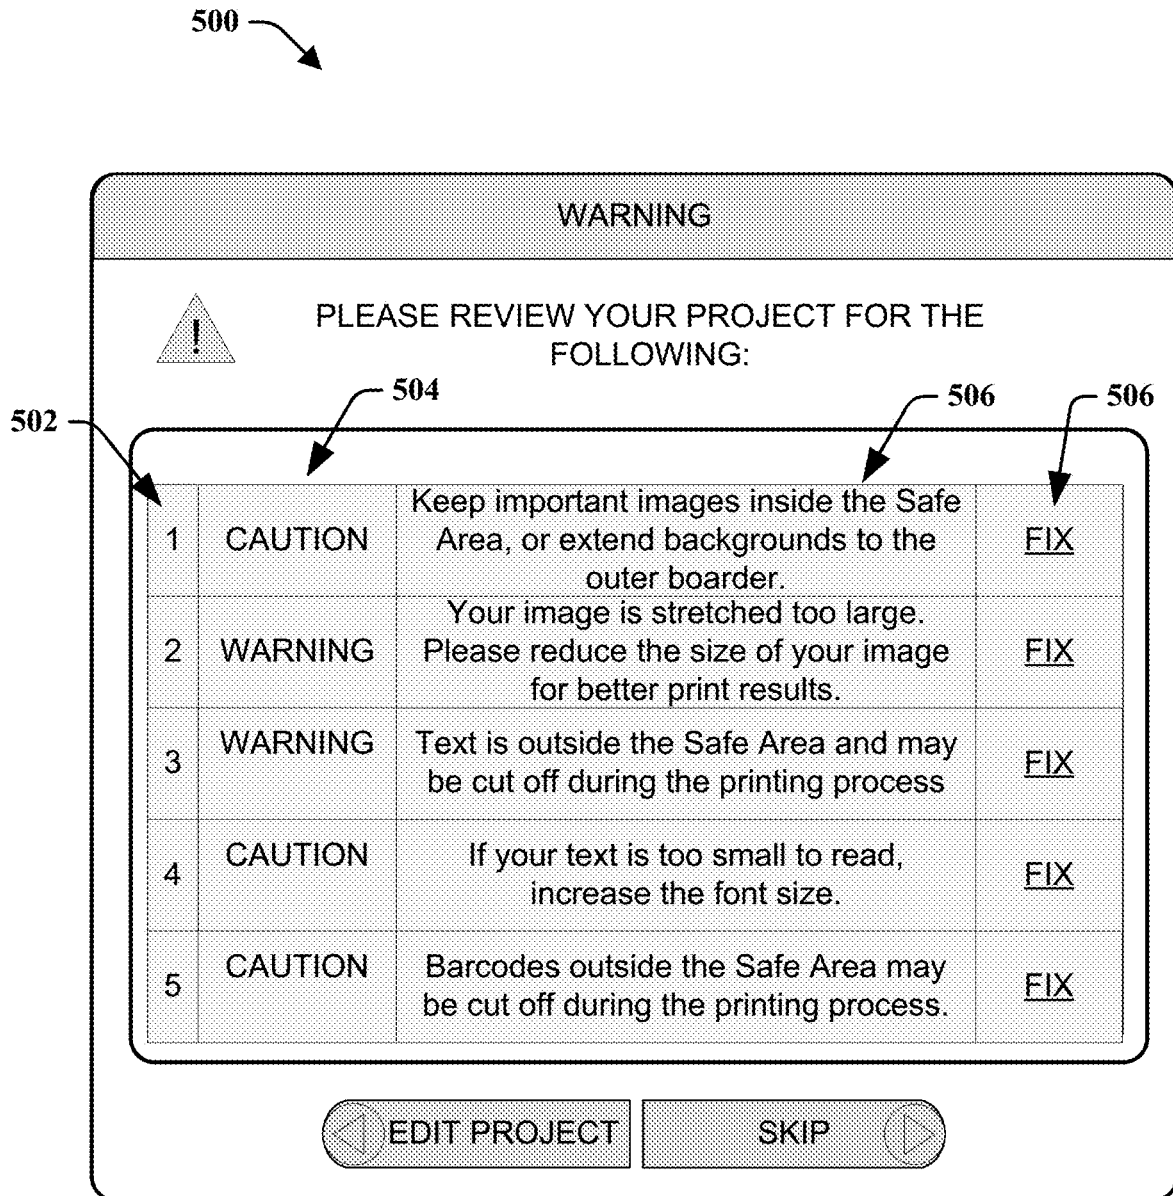 500
WARNING
!
PLEASE REVIEW YOUR PROJECT FOR THE
FOLLOWING:
502
504
506
506
1
CAUTION
Keep important images inside the Safe
Area, or extend backgrounds to the
outer boarder.
FIX
2
WARNING
Your image is stretched too large.
Please reduce the size of your image
for better print results.
FIX
3
WARNING
Text is outside the Safe Area and may
be cut off during the printing process
FIX
4
CAUTION
If your text is too small to read,
increase the font size.
FIX
5
CAUTION
Barcodes outside the Safe Area may
be cut off during the printing process.
FIX
EDIT PROJECT
SKIP